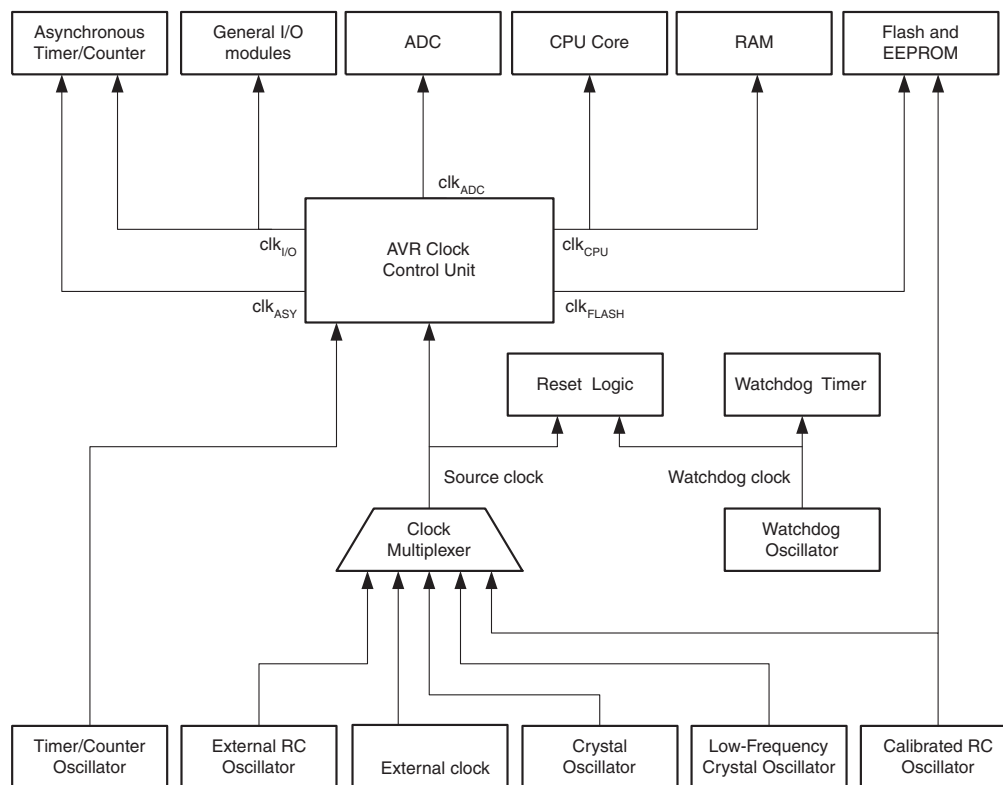 Asynchronous
Timer/Counter
General I/O
modules
ADC
CPU Core
RAM
Flash and
EEPROM
clkADC
clkI/O
AVR Clock
Control Unit
clkCPU
clkASY
clkFLASH
Reset Logic
Watchdog Timer
Source clock
Watchdog clock
Clock
Multiplexer
Watchdog
Oscillator
Timer/Counter
Oscillator
External RC
Oscillator
External clock
Crystal
Oscillator
Low-Frequency
Crystal Oscillator
Calibrated RC
Oscillator